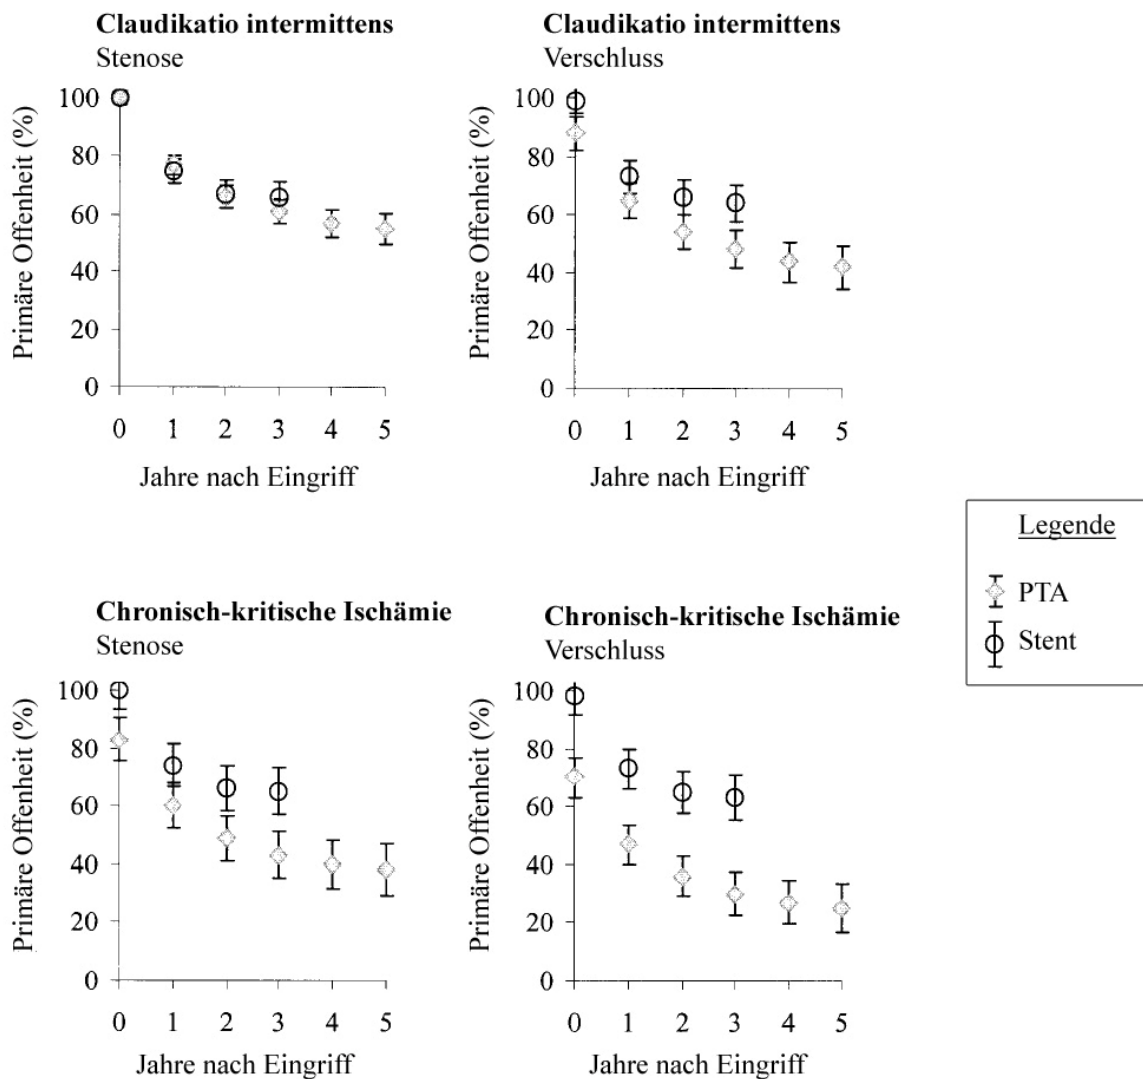 Claudikatio intermittens
Stenose
Primäre Offenheit (%)
100
80
60
40
20
0
0 1 2 3 4 5
Jahre nach Eingriff
Claudikatio intermittens
Verschluss
Primäre Offenheit (%)
100
80
60
40
20
0
0 1 2 3 4 5
Jahre nach Eingriff
Legende
PTA
Stent
Chronisch-kritische Ischämie
Stenose
Primäre Offenheit (%)
100
80
60
40
20
0
0 1 2 3 4 5
Jahre nach Eingriff
Chronisch-kritische Ischämie
Verschluss
Primäre Offenheit (%)
100
80
60
40
20
0
0 1 2 3 4 5
Jahre nach Eingriff